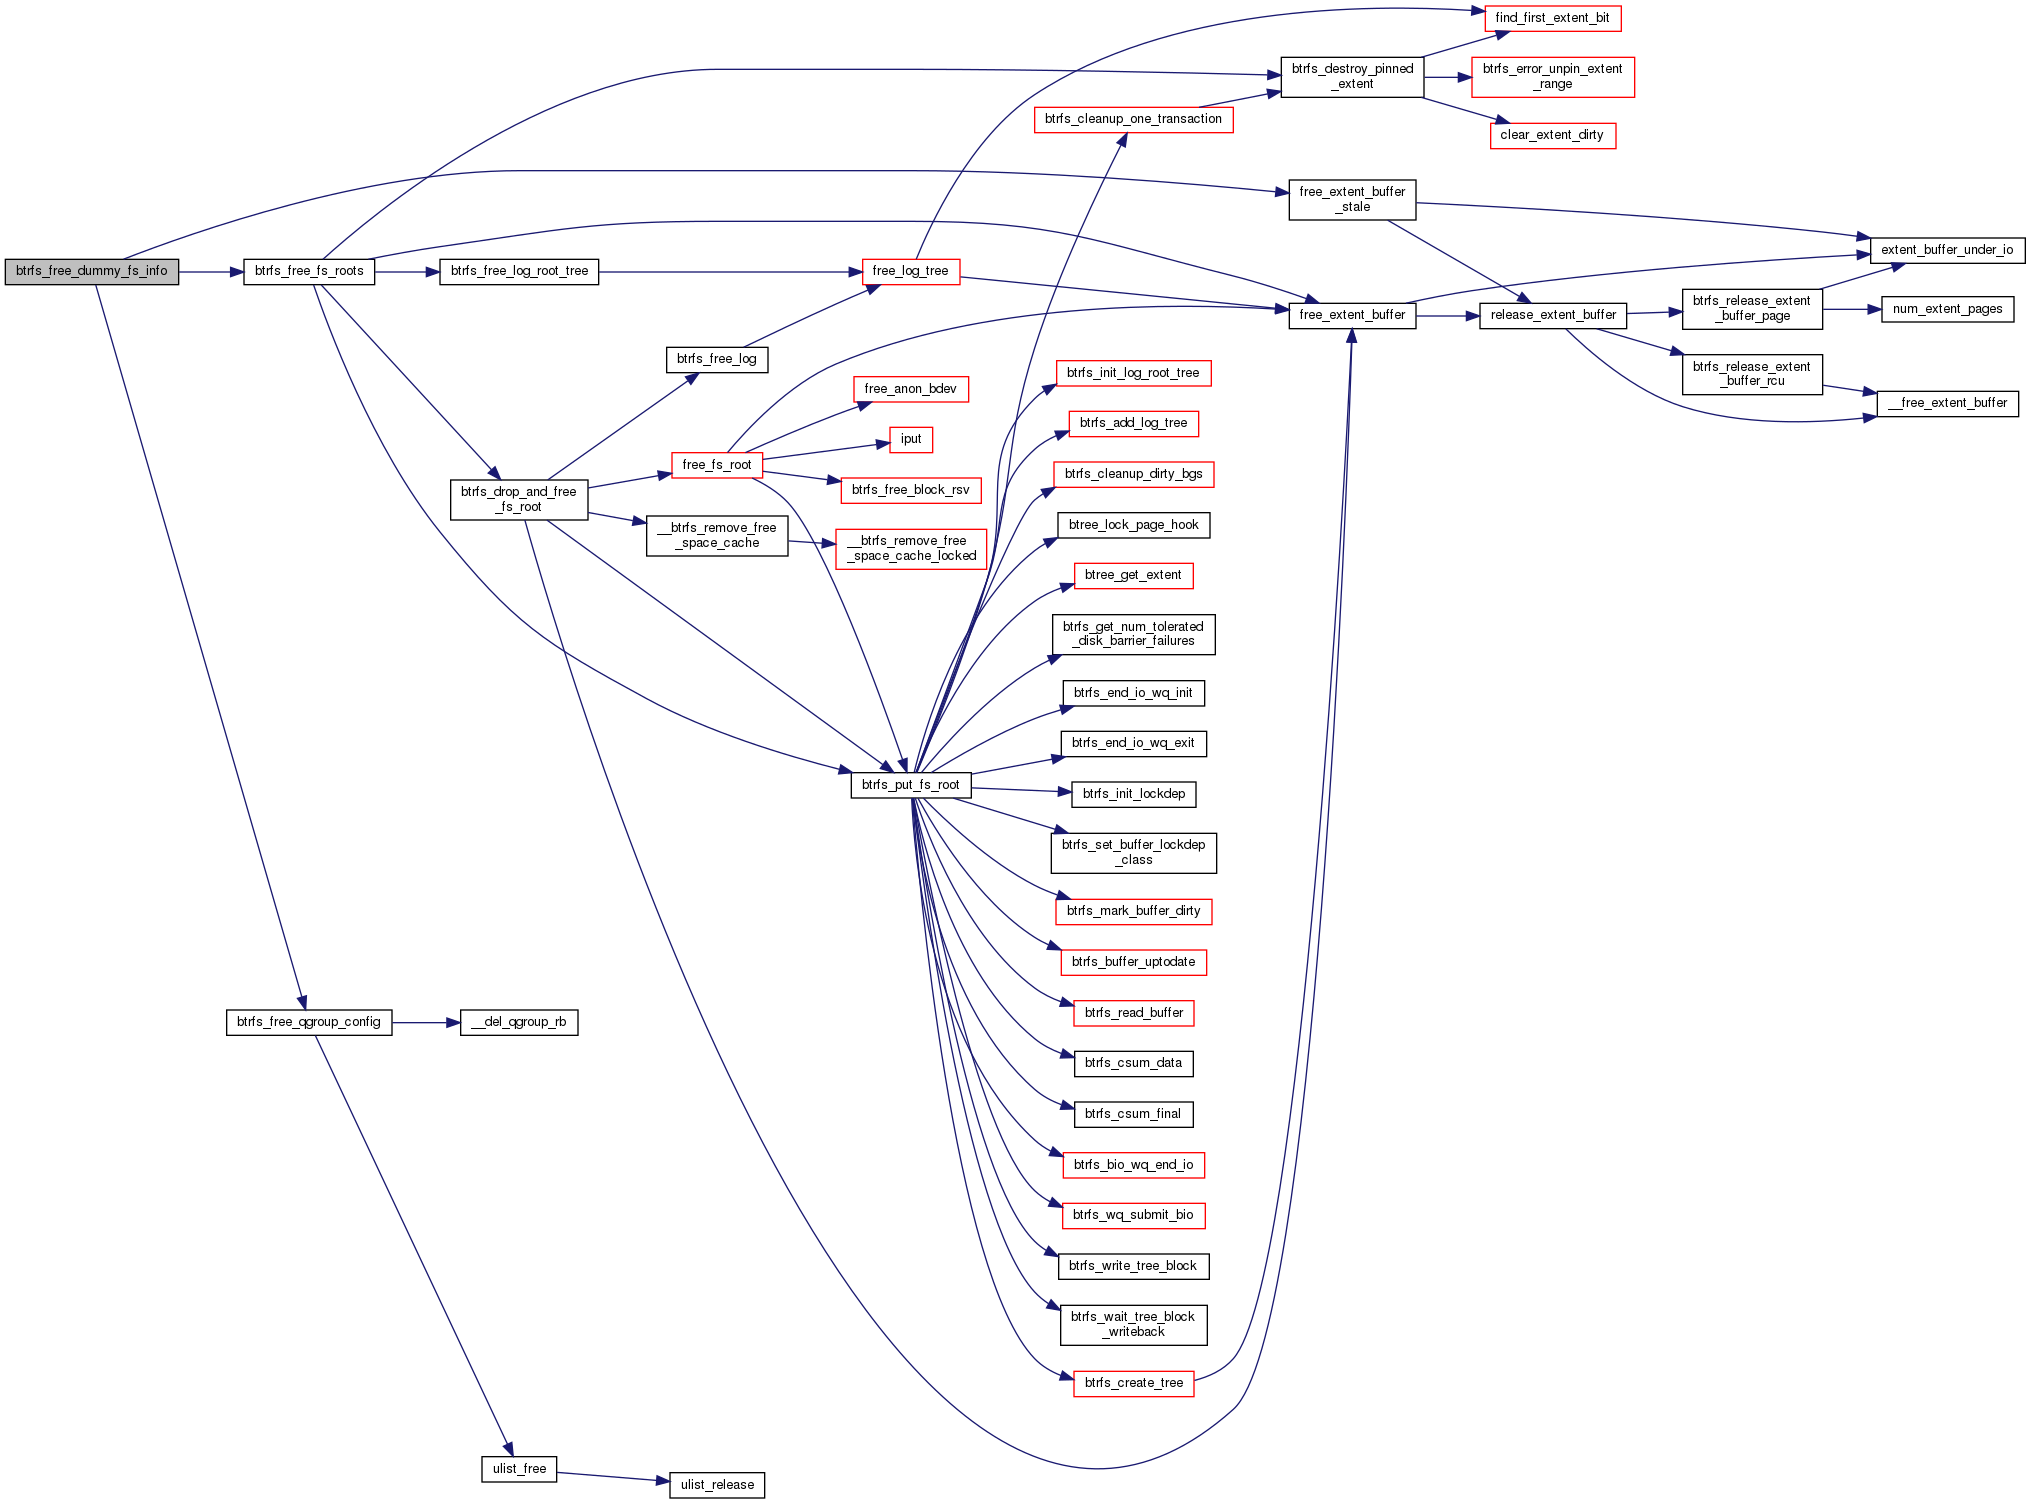 find_first_extent_bit
btrfs_destroy_pinned
_extent
btrfs_error_unpin_extent
_range
btrfs_cleanup_one_transaction
clear_extent_dirty
free_extent_buffer
_stale
extent_buffer_under_io
btrfs_free_dummy_fs_info
btrfs_free_fs_roots
btrfs_free_log_root_tree
free_log_tree
free_extent_buffer
release_extent_buffer
btrfs_release_extent
_buffer_page
num_extent_pages
btrfs_free_log
btrfs_init_log_root_tree
btrfs_release_extent
_buffer_rcu
__free_extent_buffer
free_anon_bdev
btrfs_add_log_tree
iput
free_fs_root
btrfs_cleanup_dirty_bgs
btrfs_free_block_rsv
btrfs_drop_and_free
_fs_root
__btrfs_remove_free
_space_cache
__btrfs_remove_free
_space_cache_locked
btree_lock_page_hook
btree_get_extent
btrfs_get_num_tolerated
_disk_barrier_failures
btrfs_end_io_wq_init
btrfs_end_io_wq_exit
btrfs_put_fs_root
btrfs_init_lockdep
btrfs_set_buffer_lockdep
_class
btrfs_mark_buffer_dirty
btrfs_buffer_uptodate
btrfs_read_buffer
btrfs_free_qgroup_config
__del_qgroup_rb
btrfs_csum_data
btrfs_csum_final
btrfs_bio_wq_end_io
btrfs_wq_submit_bio
btrfs_write_tree_block
btrfs_wait_tree_block
_writeback
btrfs_create_tree
ulist_free
ulist_release